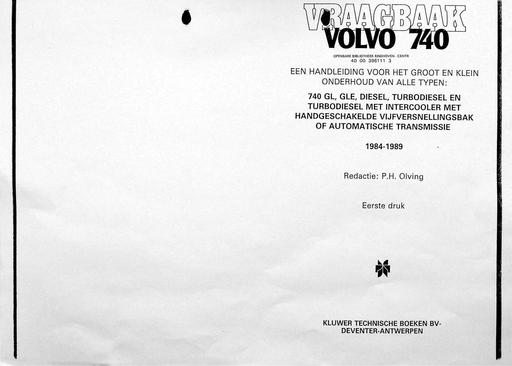 VRAAGBAAK
VOLVO 740
OPENBARE BIBLIOTHEEK EINDHOVEN - CENTR
40 00 396111 3
EEN HANDLEIDING VOOR HET GROOT EN KLEIN
ONDERHOUD VAN ALLE TYPEN:
740 GL, GLE, DIESEL, TURBODIESEL EN
TURBODIESEL MET INTERCOOLER MET
HANDGESCHAKELDE VIJFVERSNELLINGSBAK
OF AUTOMATISCHE TRANSMISSIE
1984-1989
Redactie: P.H. Olving
Eerste druk
KLUWER TECHNISCHE BOEKEN BV-
DEVENTER-ANTWERPEN